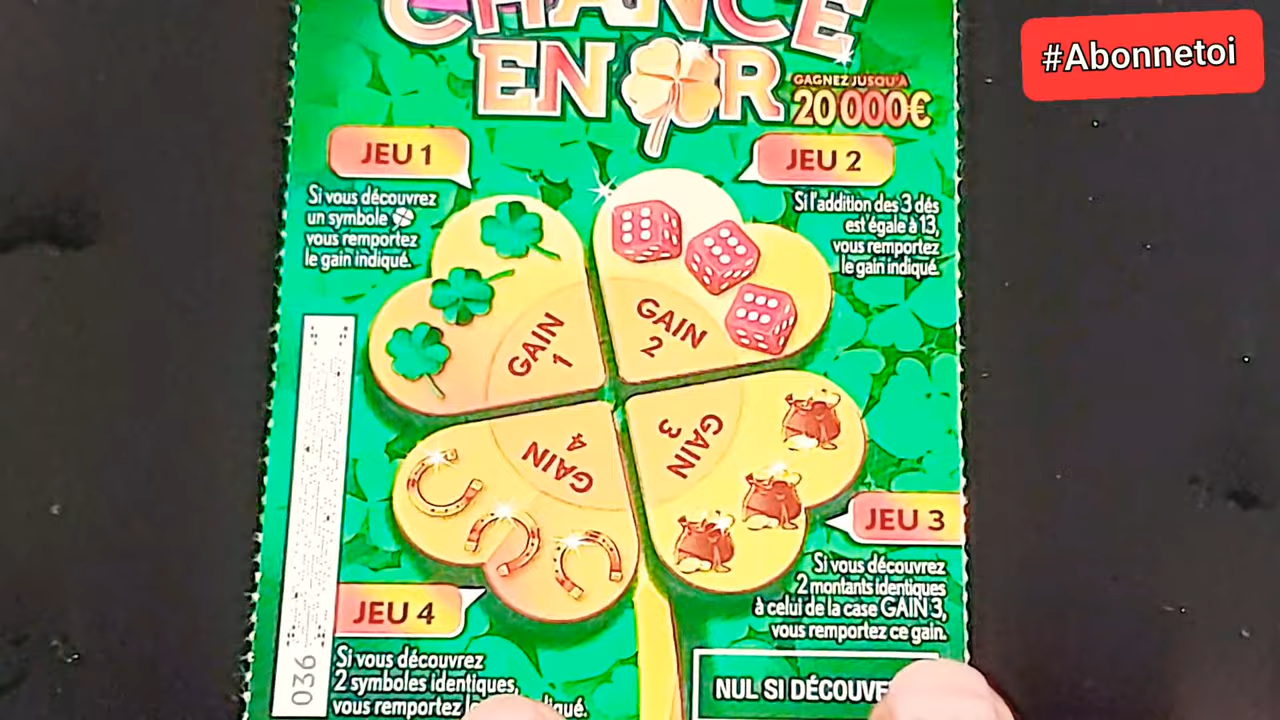 CHANCE
EN OR
GAGNEZ JUSQU'À
20 000€
#Abonnetoi
JEU 1
Si vous découvrez
un symbole
vous remportez
le gain indiqué.
JEU 2
Si l'addition des 3 dés
est égale à 13,
vous remportez
le gain indiqué.
GAIN
1
GAIN
2
GAIN
3
GAIN
4
JEU 3
Si vous découvrez
2 montants identiques
à celui de la case GAIN 3,
vous remportez ce gain.
JEU 4
Si vous découvrez
2 symboles identiques,
vous remportez
036
NUL SI